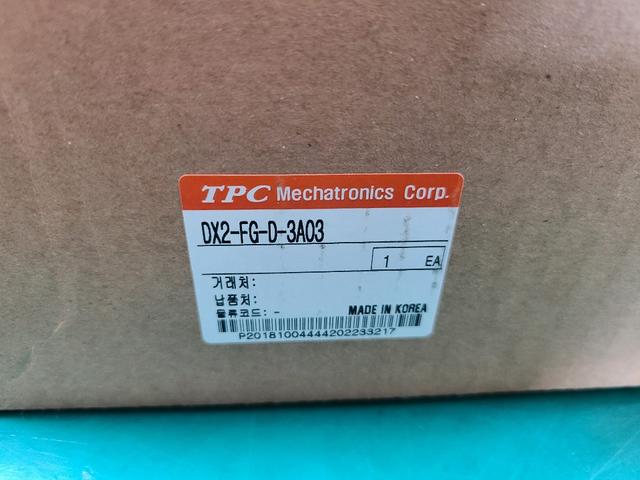 TPC Mechatronics Corp.
DX2-FG-D-3A03
1 EA
거래처:
납품처:
물류코드: - MADE IN KOREA
P20181004444202233217